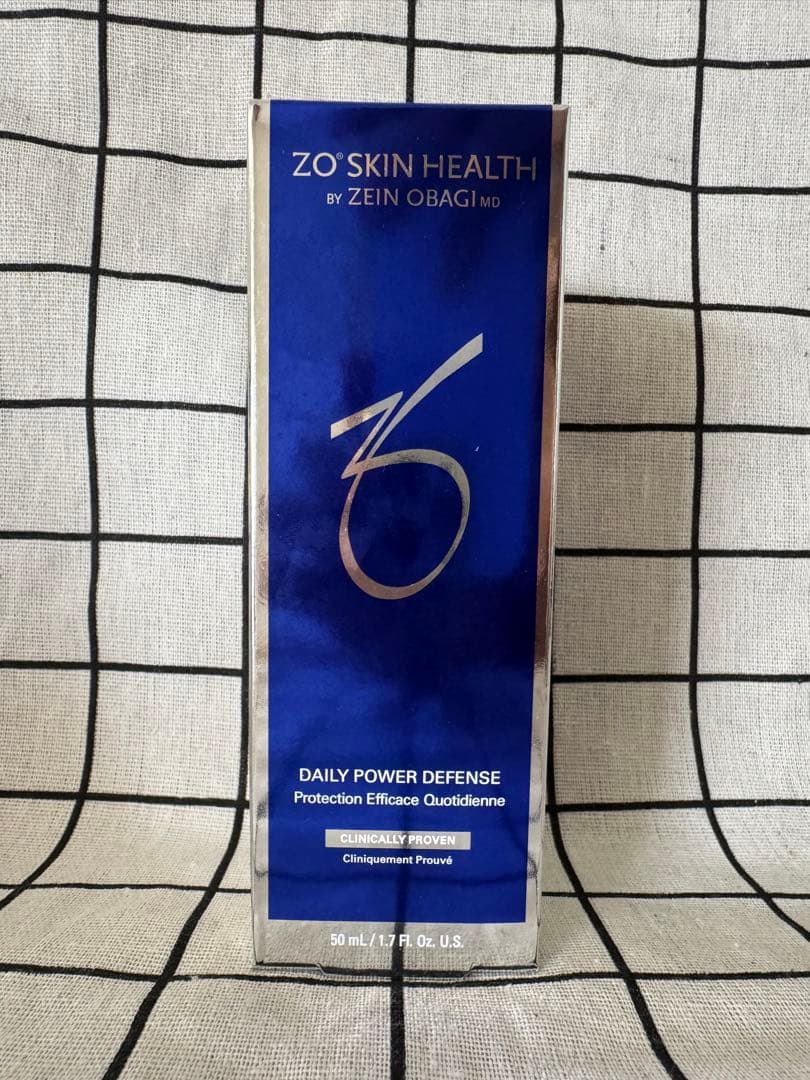 ZO® SKIN HEALTH
BY ZEIN OBAGI MD
ZO
DAILY POWER DEFENSE
Protection Efficace Quotidienne
CLINICALLY PROVEN
Cliniquement Prouvé
50 mL / 1.7 Fl. Oz. U.S.